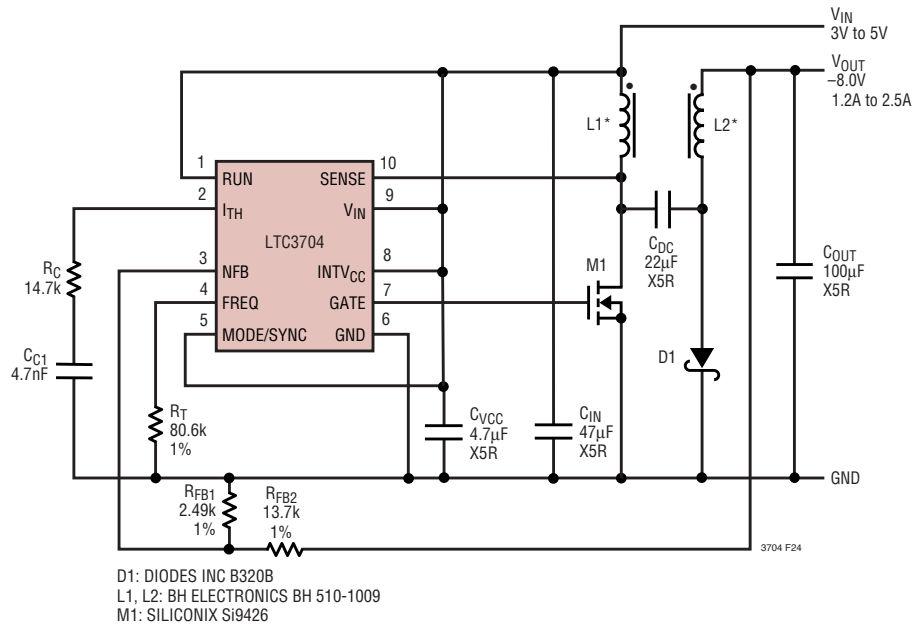 V_IN
3V to 5V
V_OUT
–8.0V
1.2A to 2.5A
L1*
L2*
1
RUN
SENSE
10
2
I_TH
V_IN
9
LTC3704
3
NFB
INTV_CC
8
4
FREQ
GATE
7
5
MODE/SYNC
GND
6
R_C
14.7k
C_C1
4.7nF
R_T
80.6k
1%
M1
C_DC
22µF
X5R
C_OUT
100µF
X5R
D1
C_VCC
4.7µF
X5R
C_IN
47µF
X5R
GND
R_FB1
2.49k
1%
R_FB2
13.7k
1%
3704 F24
D1: DIODES INC B320B
L1, L2: BH ELECTRONICS BH 510-1009
M1: SILICONIX Si9426